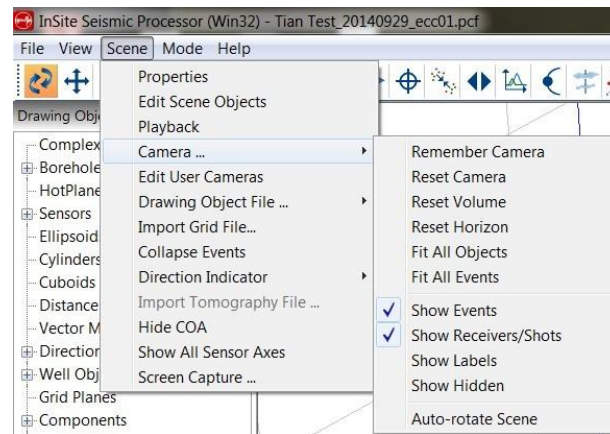 InSite Seismic Processor (Win32) - Tian Test_20140929_ecc01.pcf
File View Scene Mode Help
Drawing Obj
Complex
Borehole
HotPlane
Sensors
Ellipsoid
Cylinders
Cuboids
Distance
Vector M
Direction
Well Obj
Grid Planes
Components
Properties
Edit Scene Objects
Playback
Camera ...
Edit User Cameras
Drawing Object File ...
Import Grid File...
Collapse Events
Direction Indicator
Import Tomography File ...
Hide COA
Show All Sensor Axes
Screen Capture ...
Remember Camera
Reset Camera
Reset Volume
Reset Horizon
Fit All Objects
Fit All Events
Show Events
Show Receivers/Shots
Show Labels
Show Hidden
Auto-rotate Scene